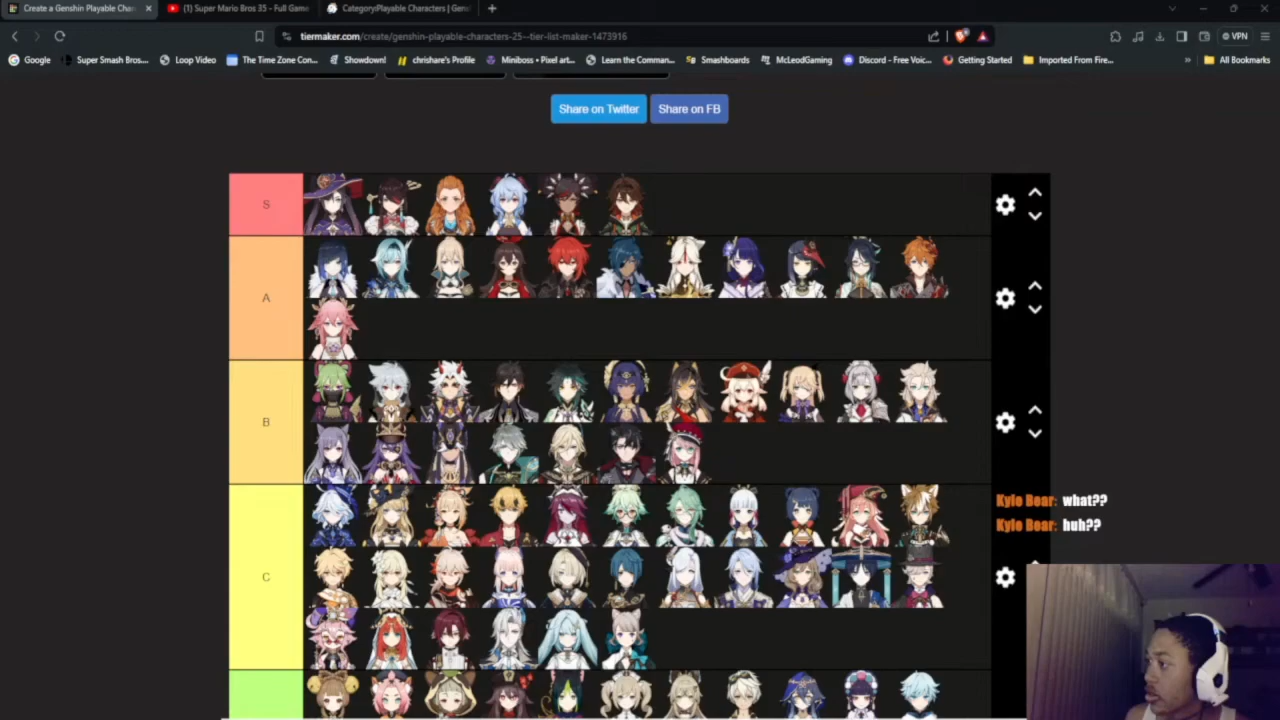 Create a Genshin Playable Chara
(1) Super Mario Bros 35 - Full Game
Category:Playable Characters | Gens
tiermaker.com/create/genshin-playable-characters-25--tier-list-maker-1473916
VPN
Google
Super Smash Bros....
Loop Video
The Time Zone Con...
Showdown!
chrishare's Profile
Miniboss • Pixel art...
Learn the Comman...
Smashboards
McLeodGaming
Discord - Free Voic...
Getting Started
Imported From Fire...
All Bookmarks
Share on Twitter
Share on FB
S
A
B
C
Kyle Bear: what??
Kyle Bear: huh??